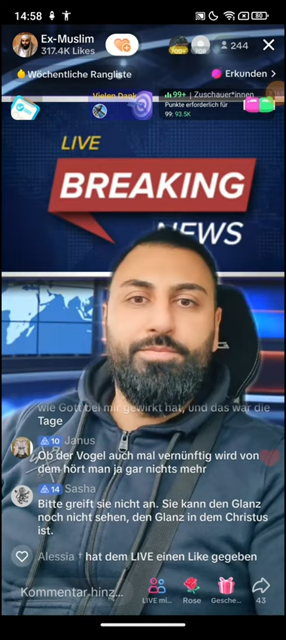 14:58
80
Ex-Muslim
317.4K Likes
244
Wöchentliche Rangliste
Erkunden
Vielen Dank
99+ | Zuschauer*innen
Punkte erforderlich für
99: 93.5K
LIVE
BREAKING
NEWS
wie Gott bei mir gewirkt hat, und das war die
Tage
10 Janus
Ob der Vogel auch mal vernünftig wird von
dem hört man ja gar nichts mehr
14 Sasha
Bitte greift sie nicht an. Sie kann den Glanz
noch nicht sehen, den Glanz in dem Christus
ist.
Alessia † hat dem LIVE einen Like gegeben
Kommentar hinz...
LIVE mi...
Rose
Gesche...
43